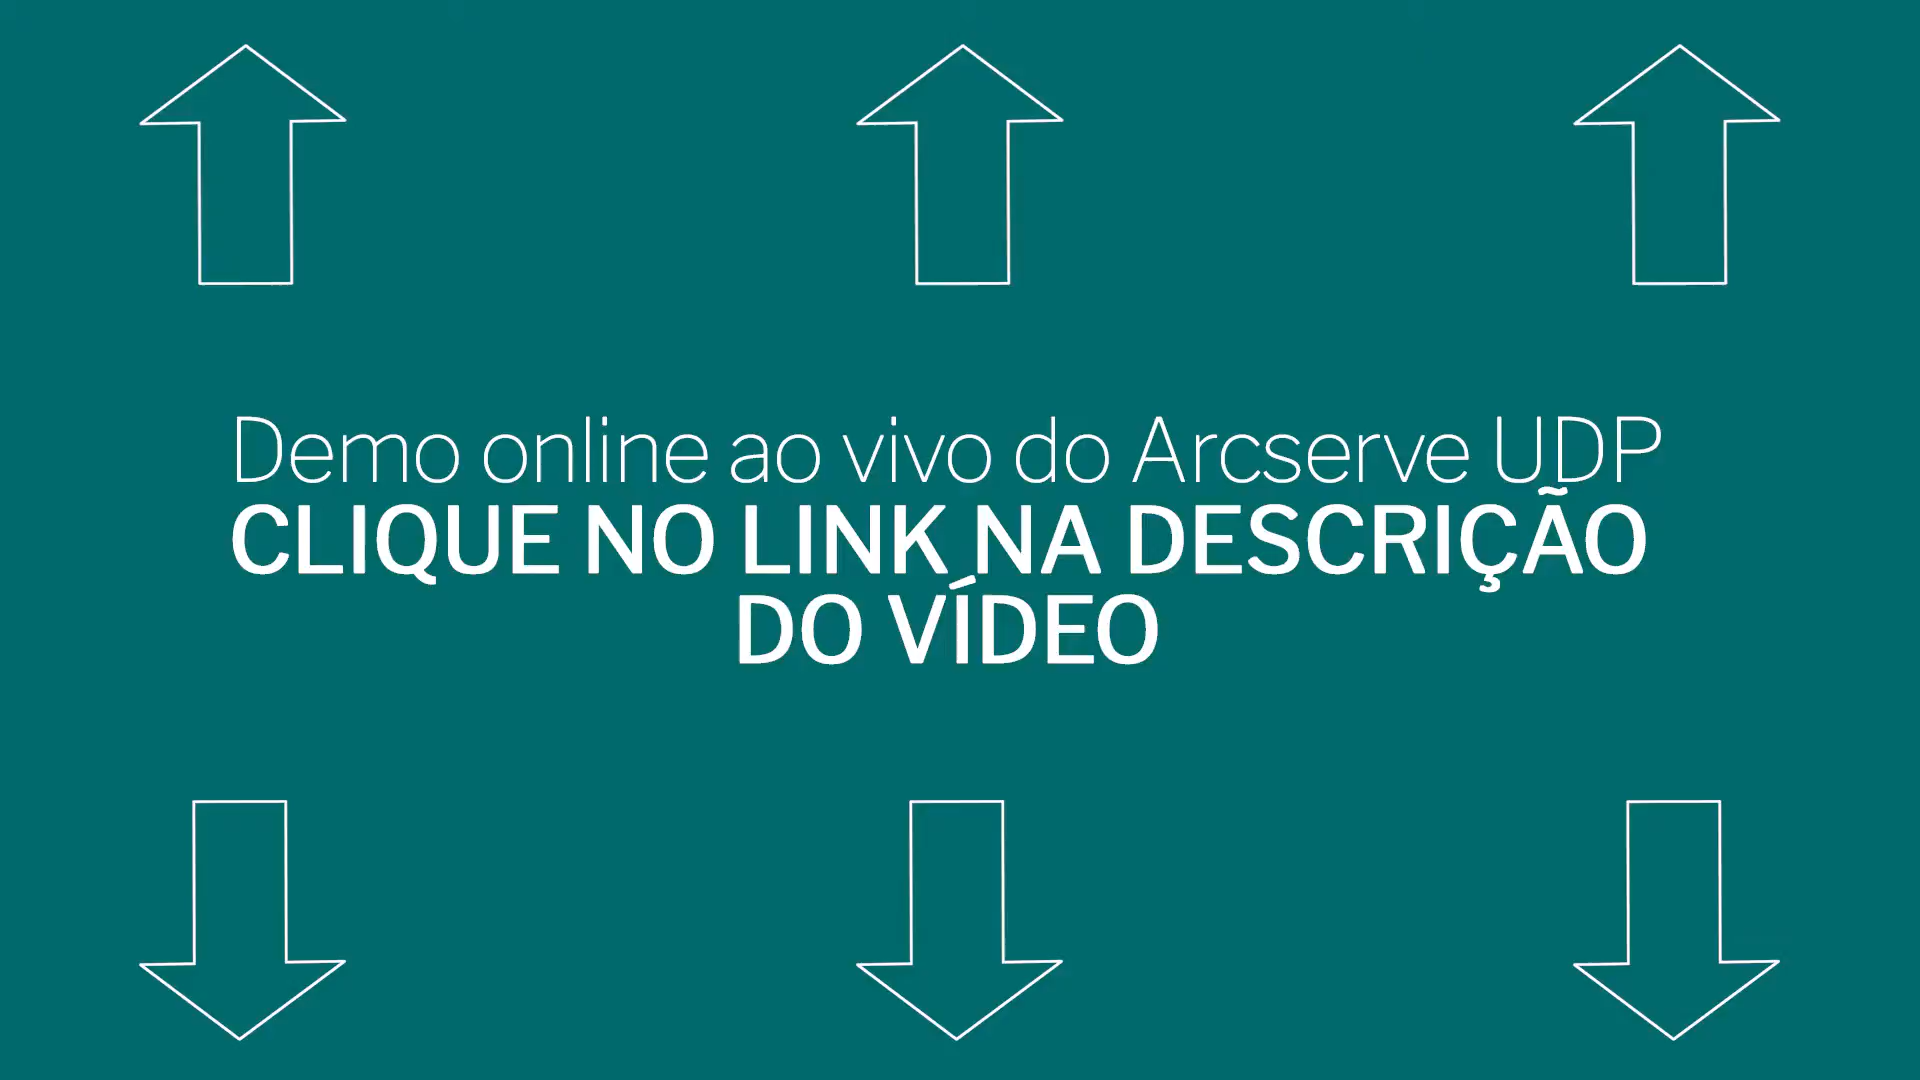 Demo online ao vivo do Arcserve UDP
CLIQUE NO LINK NA DESCRIÇÃO
DO VÍDEO